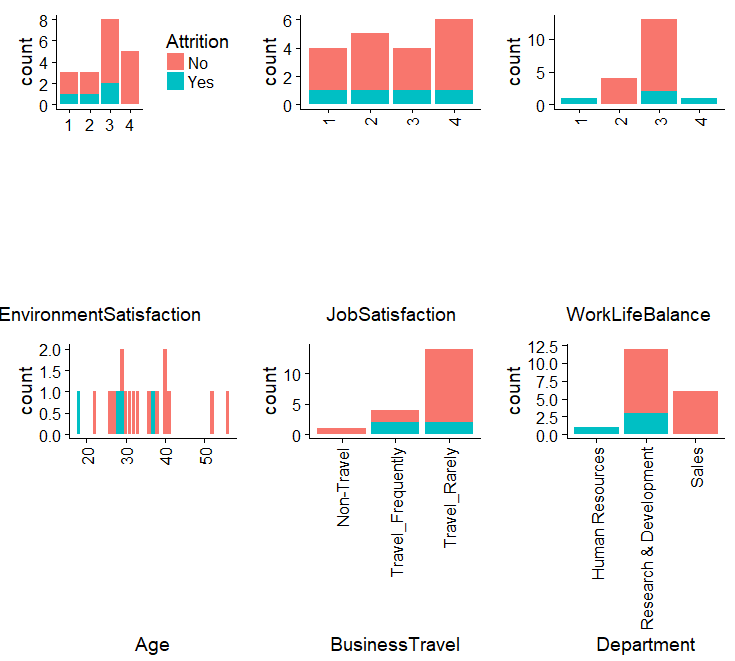 count
8
6
4
2
0
1 2 3 4
Attrition
No
Yes
EnvironmentSatisfaction
count
6
4
2
0
1 2 3 4
JobSatisfaction
count
10
5
0
1 2 3 4
WorkLifeBalance
count
2.0
1.5
1.0
0.5
0.0
20 30 40 50
Age
count
10
5
0
Non-Travel
Travel_Frequently
Travel_Rarely
BusinessTravel
count
12.5
10.0
7.5
5.0
2.5
0.0
Human Resources
Research & Development
Sales
Department